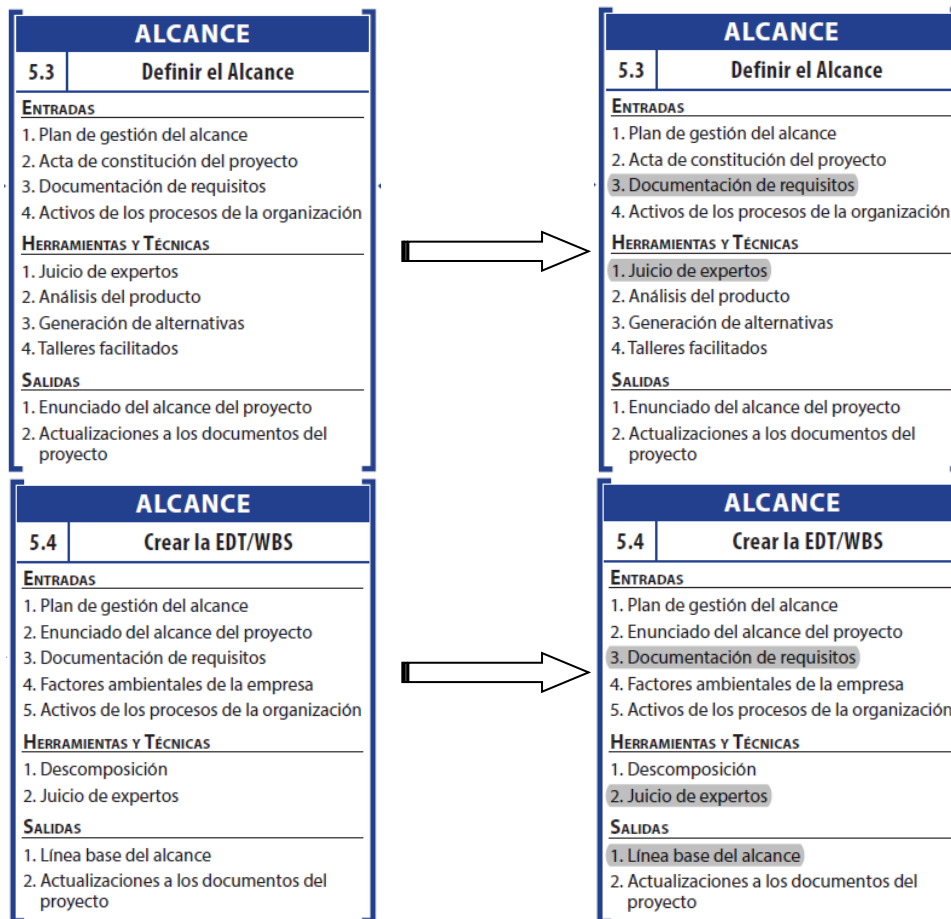 ALCANCE
5.3 Definir el Alcance
ENTRADAS
1. Plan de gestión del alcance
2. Acta de constitución del proyecto
3. Documentación de requisitos
4. Activos de los procesos de la organización
HERRAMIENTAS Y TÉCNICAS
1. Juicio de expertos
2. Análisis del producto
3. Generación de alternativas
4. Talleres facilitados
SALIDAS
1. Enunciado del alcance del proyecto
2. Actualizaciones a los documentos del
proyecto
ALCANCE
5.3 Definir el Alcance
ENTRADAS
1. Plan de gestión del alcance
2. Acta de constitución del proyecto
3. Documentación de requisitos
4. Activos de los procesos de la organización
HERRAMIENTAS Y TÉCNICAS
1. Juicio de expertos
2. Análisis del producto
3. Generación de alternativas
4. Talleres facilitados
SALIDAS
1. Enunciado del alcance del proyecto
2. Actualizaciones a los documentos del
proyecto
ALCANCE
5.4 Crear la EDT/WBS
ENTRADAS
1. Plan de gestión del alcance
2. Enunciado del alcance del proyecto
3. Documentación de requisitos
4. Factores ambientales de la empresa
5. Activos de los procesos de la organización
HERRAMIENTAS Y TÉCNICAS
1. Descomposición
2. Juicio de expertos
SALIDAS
1. Línea base del alcance
2. Actualizaciones a los documentos del
proyecto
ALCANCE
5.4 Crear la EDT/WBS
ENTRADAS
1. Plan de gestión del alcance
2. Enunciado del alcance del proyecto
3. Documentación de requisitos
4. Factores ambientales de la empresa
5. Activos de los procesos de la organización
HERRAMIENTAS Y TÉCNICAS
1. Descomposición
2. Juicio de expertos
SALIDAS
1. Línea base del alcance
2. Actualizaciones a los documentos del
proyecto